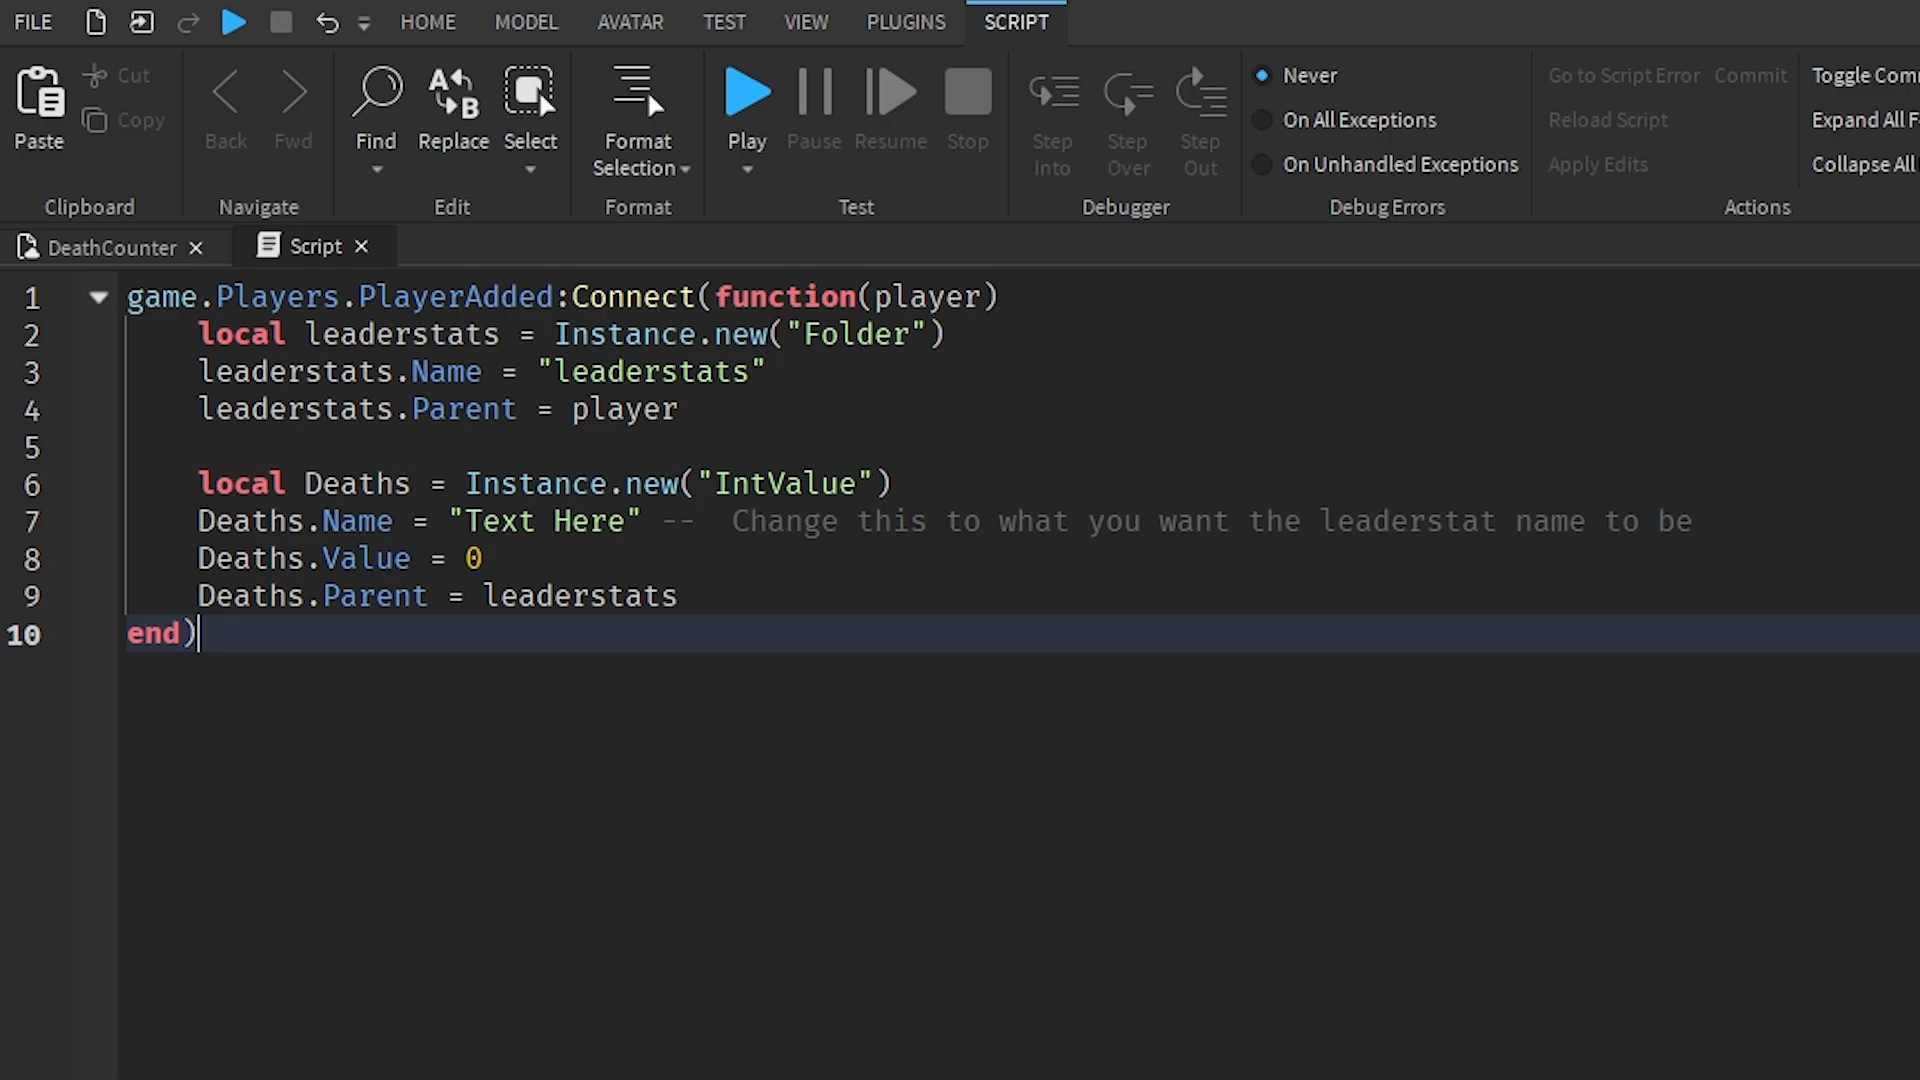 FILE HOME MODEL AVATAR TEST VIEW PLUGINS SCRIPT
Paste Cut Copy
Clipboard
Back Fwd
Navigate
Find Replace Select
Edit
Format Selection
Format
Play Pause Resume Stop
Test
Step Into Step Over Step Out
Debugger
Never
On All Exceptions
On Unhandled Exceptions
Debug Errors
Go to Script Error Commit
Reload Script
Apply Edits
Toggle
Expand All
Collapse All
Actions
DeathCounter Script
1 game.Players.PlayerAdded:Connect(function(player)
2 local leaderstats = Instance.new("Folder")
3 leaderstats.Name = "leaderstats"
4 leaderstats.Parent = player
5
6 local Deaths = Instance.new("IntValue")
7 Deaths.Name = "Text Here" -- Change this to what you want the leaderstat name to be
8 Deaths.Value = 0
9 Deaths.Parent = leaderstats
10 end)